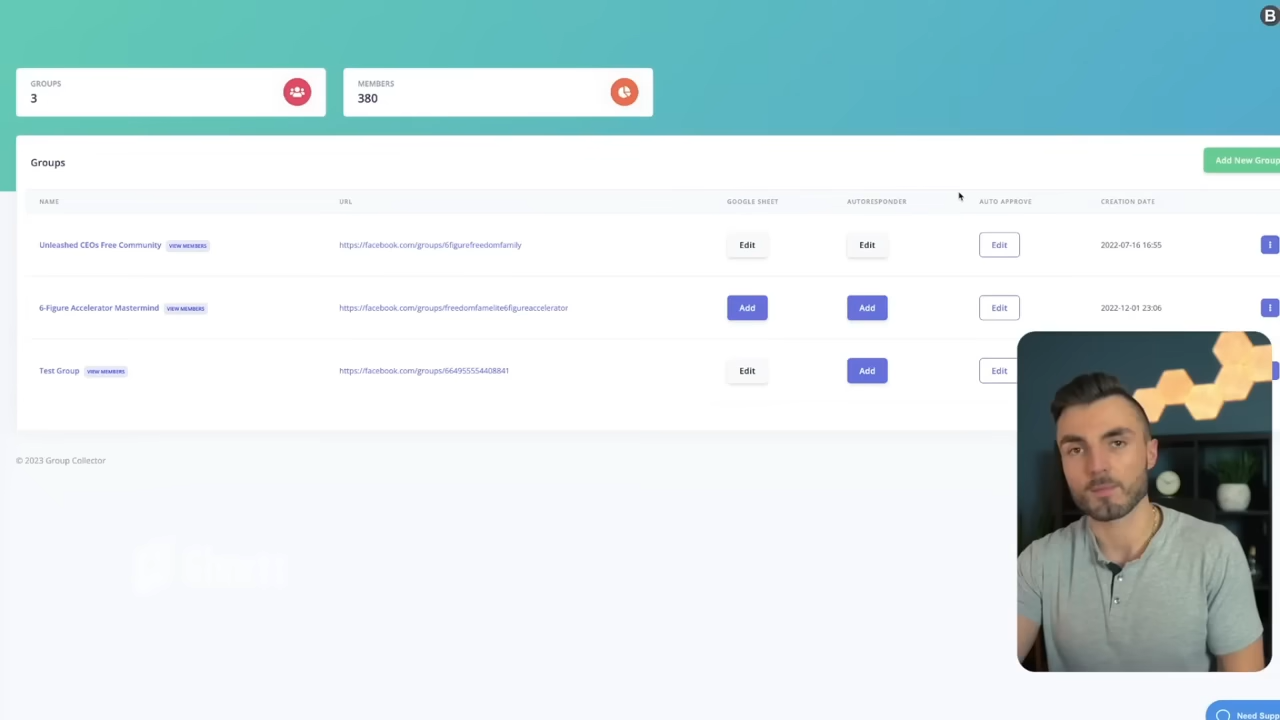 B
GROUPS
3
MEMBERS
380
Groups
Add New Group
NAME URL GOOGLE SHEET AUTORESPONDER AUTO APPROVE CREATION DATE
Unleashed CEOs Free Community VIEW MEMBERS https://facebook.com/groups/6figurefreedomfamily Edit Edit Edit 2022-07-16 16:55
6-Figure Accelerator Mastermind VIEW MEMBERS https://facebook.com/groups/freedomfamelite6figureaccelerator Add Add Edit 2022-12-01 23:06
Test Group VIEW MEMBERS https://facebook.com/groups/664955554408841 Edit Add Edit
© 2023 Group Collector
Need Supp